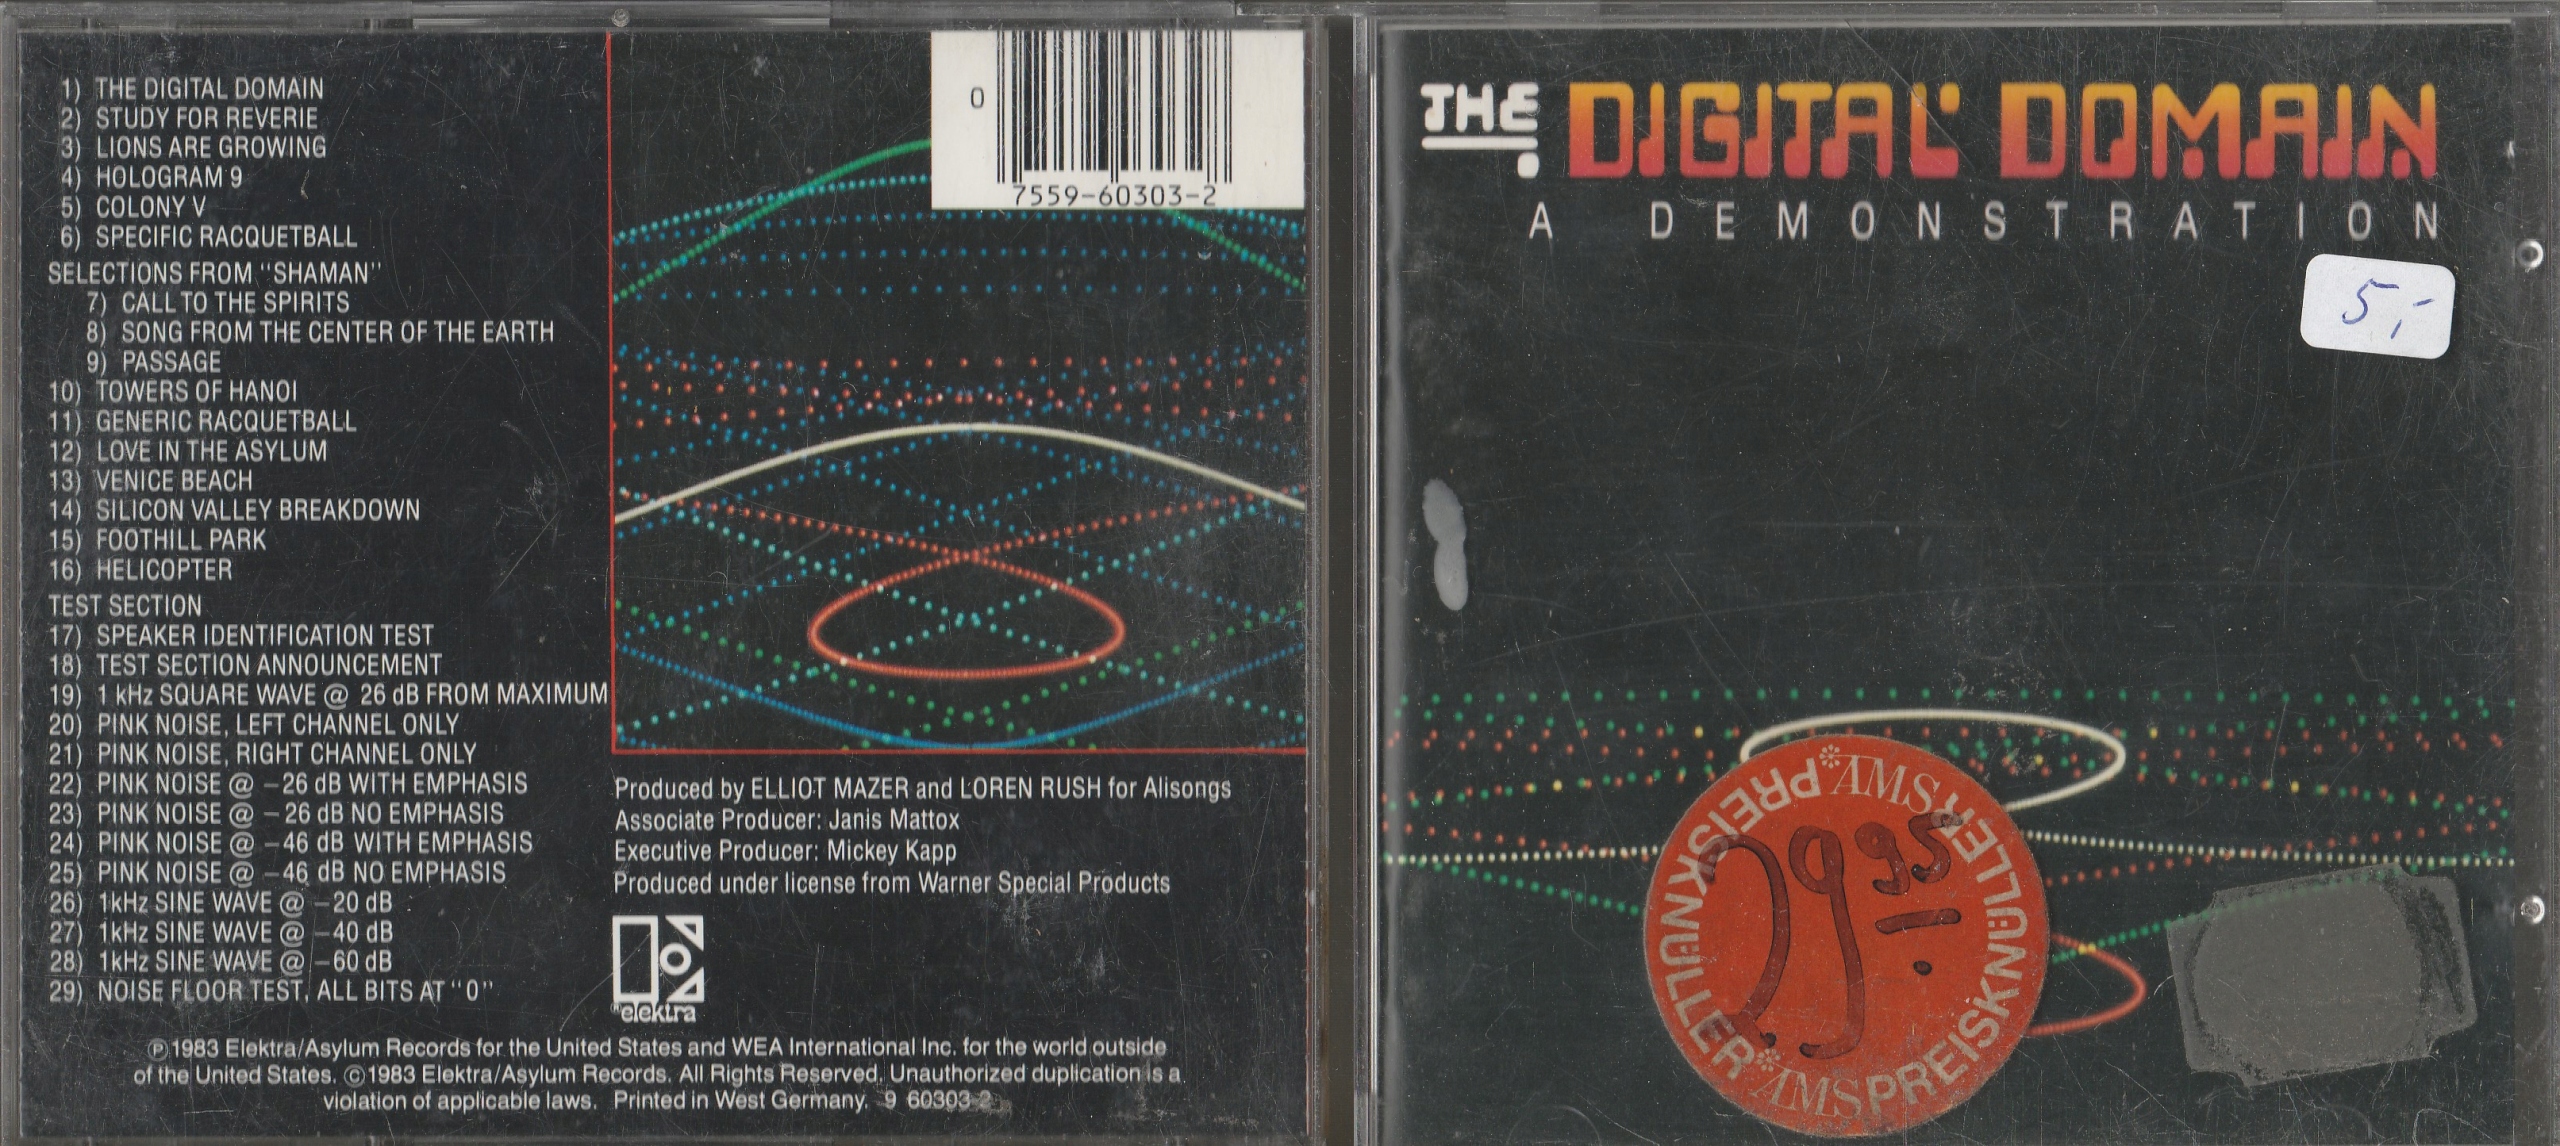 1) THE DIGITAL DOMAIN
2) STUDY FOR REVERIE
3) LIONS ARE GROWING
4) HOLOGRAM 9
5) COLONY V
6) SPECIFIC RACQUETBALL
SELECTIONS FROM "SHAMAN"
7) CALL TO THE SPIRITS
8) SONG FROM THE CENTER OF THE EARTH
9) PASSAGE
10) TOWERS OF HANOI
11) GENERIC RACQUETBALL
12) LOVE IN THE ASYLUM
13) VENICE BEACH
14) SILICON VALLEY BREAKDOWN
15) FOOTHILL PARK
16) HELICOPTER
TEST SECTION
17) SPEAKER IDENTIFICATION TEST
18) TEST SECTION ANNOUNCEMENT
19) 1 kHz SQUARE WAVE @ 26 dB FROM MAXIMUM
20) PINK NOISE, LEFT CHANNEL ONLY
21) PINK NOISE, RIGHT CHANNEL ONLY
22) PINK NOISE @ –26 dB WITH EMPHASIS
23) PINK NOISE @ –26 dB NO EMPHASIS
24) PINK NOISE @ –46 dB WITH EMPHASIS
25) PINK NOISE @ –46 dB NO EMPHASIS
26) 1kHz SINE WAVE @ –20 dB
27) 1kHz SINE WAVE @ –40 dB
28) 1kHz SINE WAVE @ –60 dB
29) NOISE FLOOR TEST, ALL BITS AT "0"
0
7559-60303-2
Produced by ELLIOT MAZER and LOREN RUSH for Alisongs
Associate Producer: Janis Mattox
Executive Producer: Mickey Kapp
Produced under license from Warner Special Products
elektra
℗1983 Elektra/Asylum Records for the United States and WEA International Inc. for the world outside
of the United States. ©1983 Elektra/Asylum Records. All Rights Reserved. Unauthorized duplication is a
violation of applicable laws. Printed in West Germany. 9 60303-2
THE DIGITAL DOMAIN
A DEMONSTRATION
5,-
AMS PREISKNÜLLER
AMS PREISKNÜLLER
2995